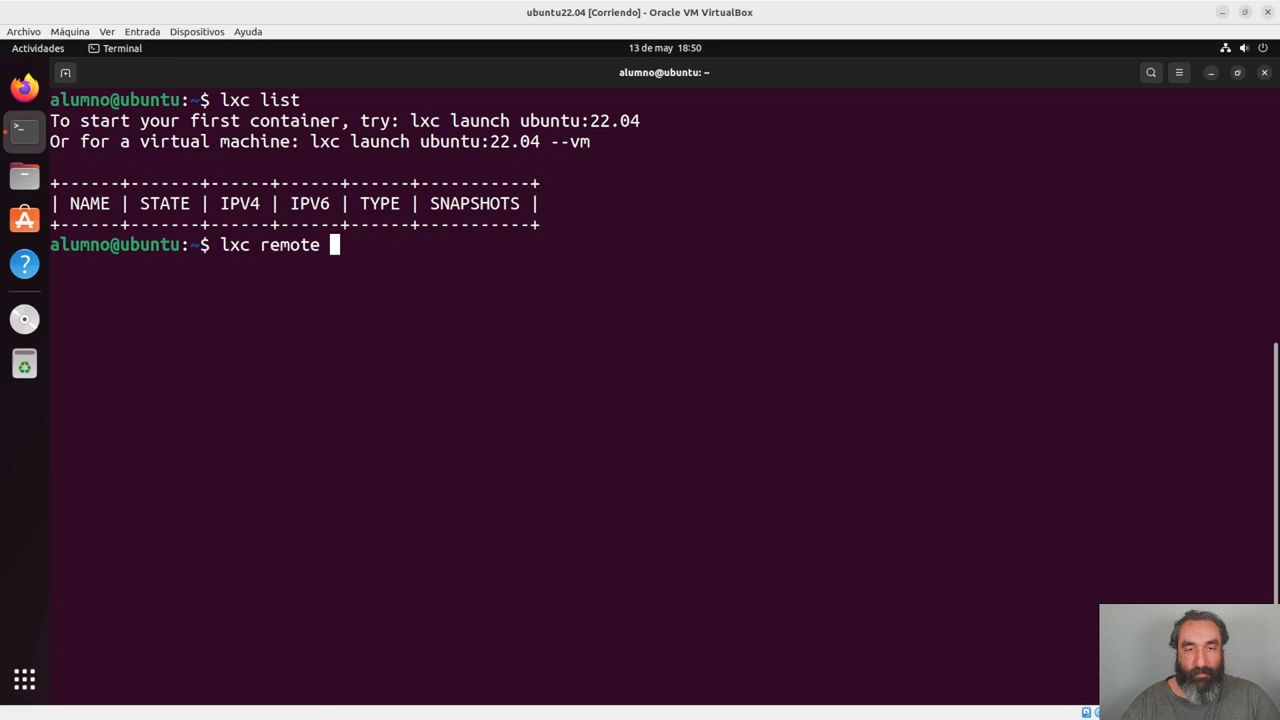 ubuntu22.04 [Corriendo] - Oracle VM VirtualBox
Archivo Máquina Ver Entrada Dispositivos Ayuda
Actividades Terminal 13 de may 18:50
alumno@ubuntu: ~
alumno@ubuntu:~$ lxc list
To start your first container, try: lxc launch ubuntu:22.04
Or for a virtual machine: lxc launch ubuntu:22.04 --vm
+------+-------+------+------+------+-----------+
| NAME | STATE | IPV4 | IPV6 | TYPE | SNAPSHOTS |
+------+-------+------+------+------+-----------+
alumno@ubuntu:~$ lxc remote